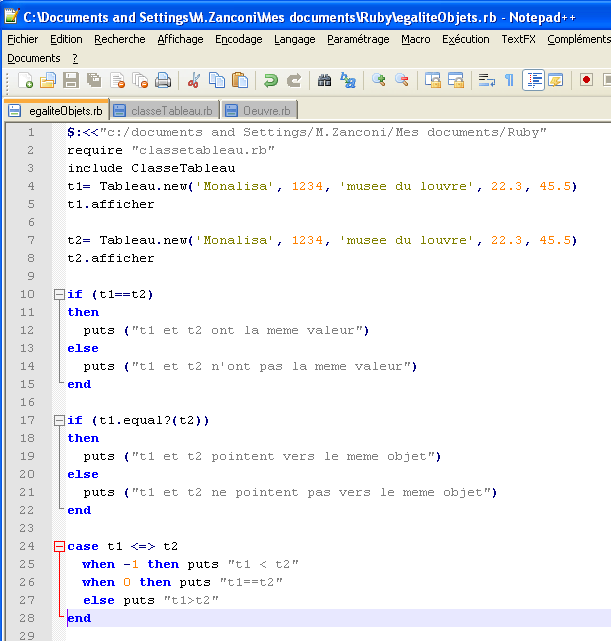 C:\Documents and Settings\M.Zanconi\Mes documents\Ruby\egaliteObjets.rb - Notepad++
Fichier Edition Recherche Affichage Encodage Langage Paramétrage Macro Exécution TextFX Compléments
Documents ?
egaliteObjets.rb classeTableau.rb Oeuvre.rb
1 $:<<"c:/documents and Settings/M.Zanconi/Mes documents/Ruby"
2 require "classetableau.rb"
3 include ClasseTableau
4 t1= Tableau.new('Monalisa', 1234, 'musee du louvre', 22.3, 45.5)
5 t1.afficher
6
7 t2= Tableau.new('Monalisa', 1234, 'musee du louvre', 22.3, 45.5)
8 t2.afficher
9
10 if (t1==t2)
11 then
12 puts ("t1 et t2 ont la meme valeur")
13 else
14 puts ("t1 et t2 n'ont pas la meme valeur")
15 end
16
17 if (t1.equal?(t2))
18 then
19 puts ("t1 et t2 pointent vers le meme objet")
20 else
21 puts ("t1 et t2 ne pointent pas vers le meme objet")
22 end
23
24 case t1 <=> t2
25 when -1 then puts "t1 < t2"
26 when 0 then puts "t1==t2"
27 else puts "t1>t2"
28 end
29